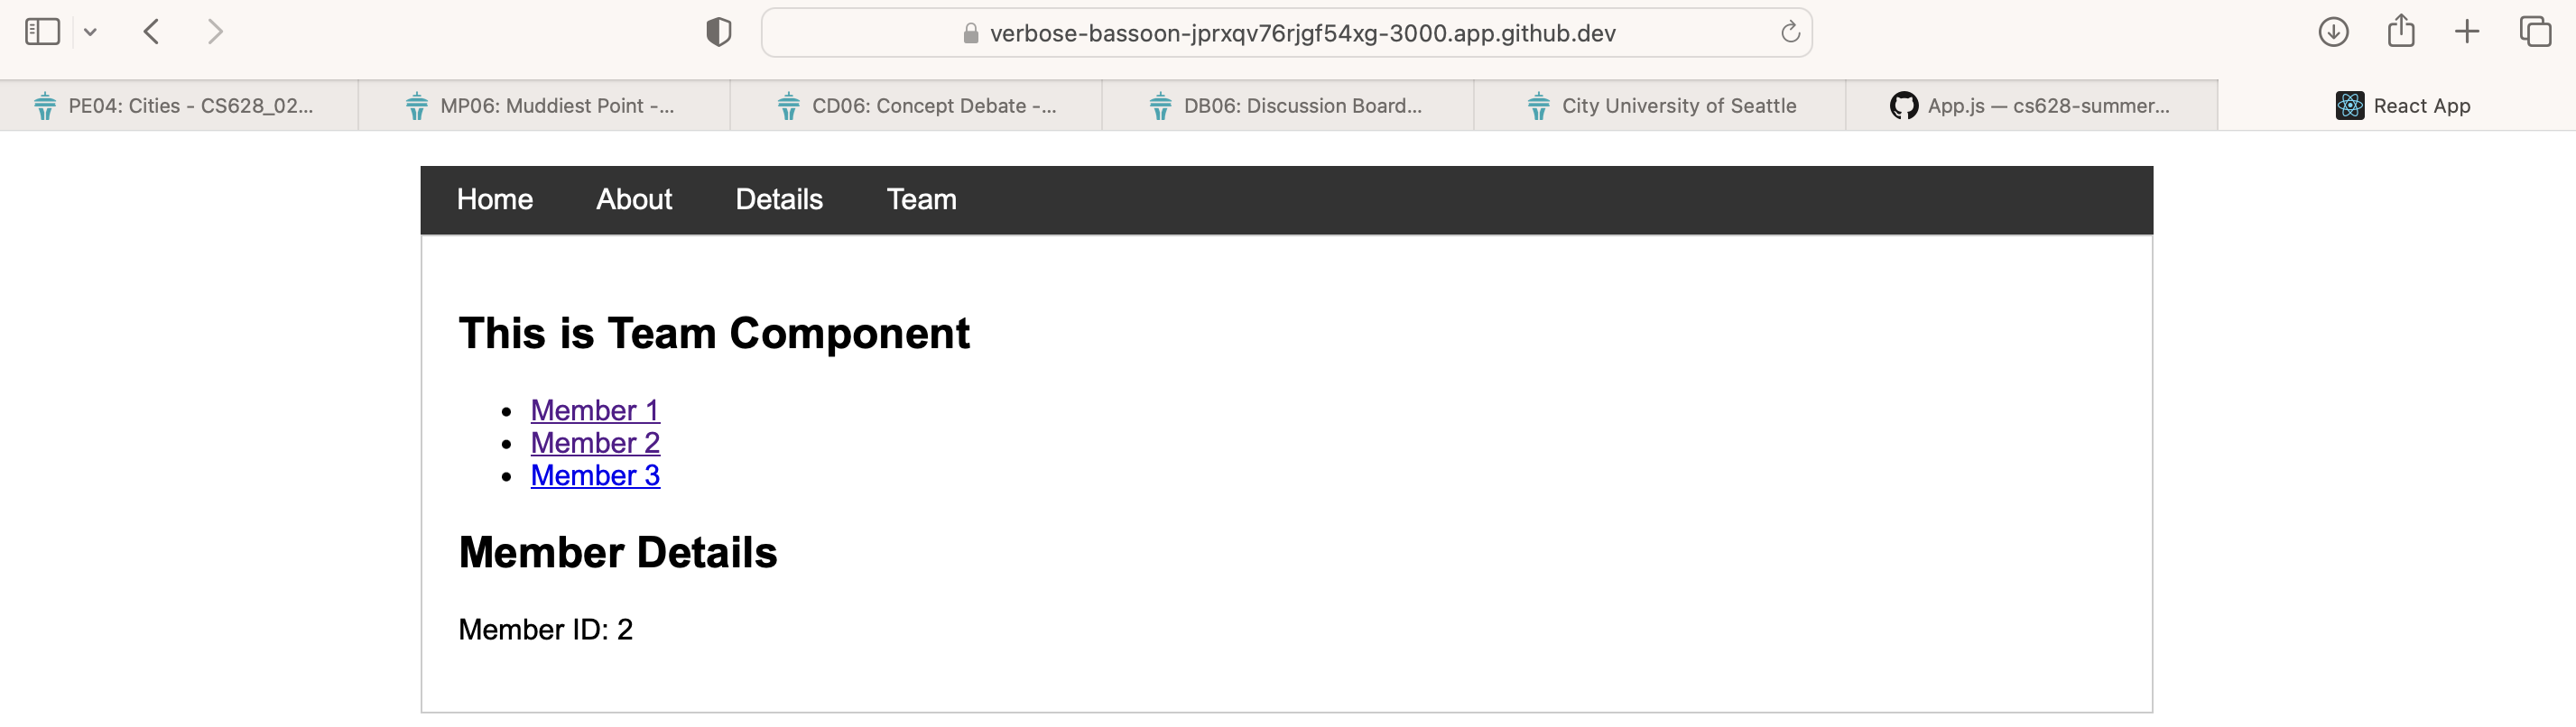 verbose-bassoon-jprxqv76rjgf54xg-3000.app.github.dev
PE04: Cities - CS628_02... MP06: Muddiest Point -... CD06: Concept Debate -... DB06: Discussion Board... City University of Seattle App.js — cs628-summer... React App
Home About Details Team
This is Team Component
• Member 1
• Member 2
• Member 3
Member Details
Member ID: 2